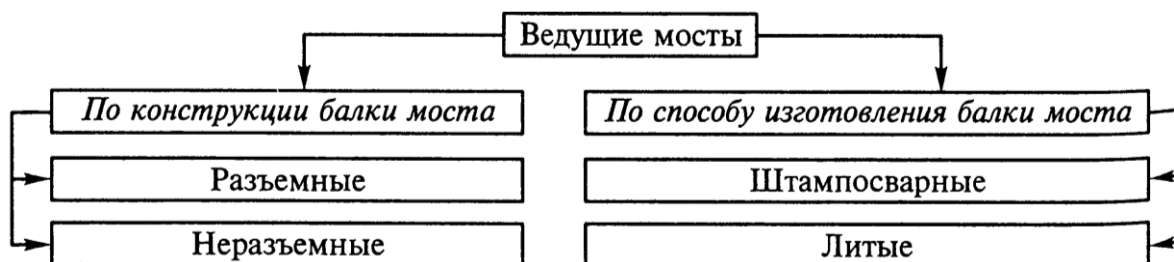 Ведущие мосты
По конструкции балки моста
Разъемные
Неразъемные
По способу изготовления балки моста
Штампосварные
Литые